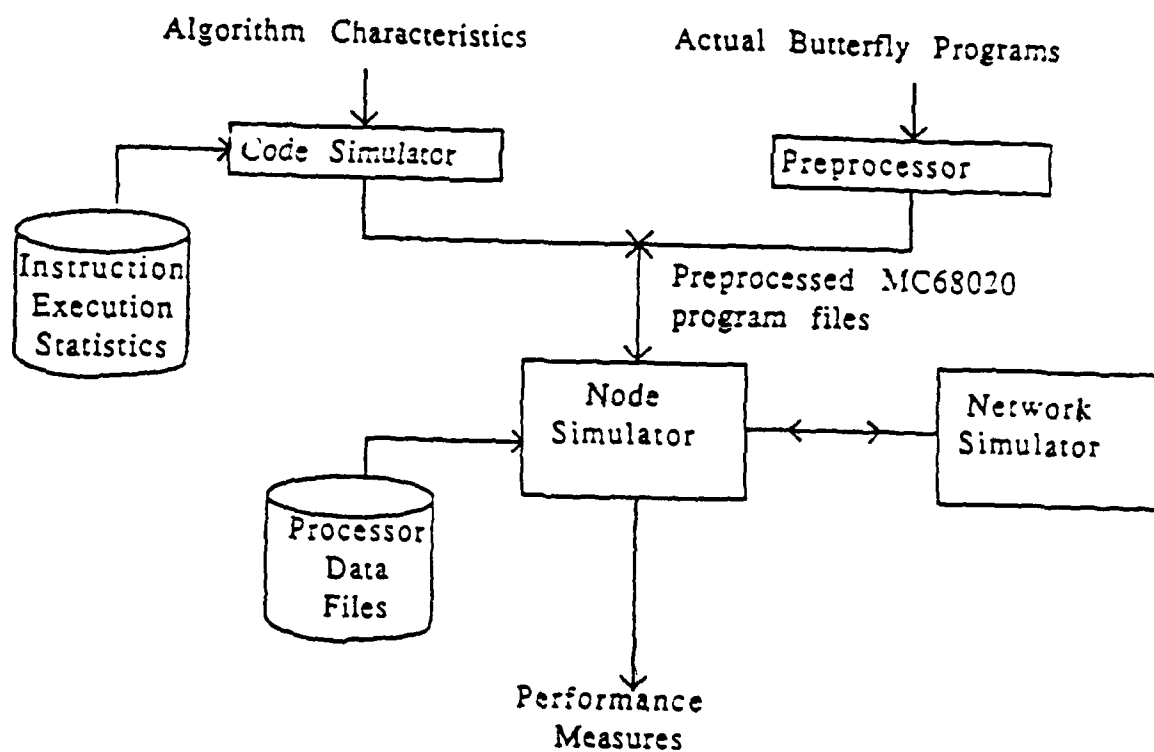 Algorithm Characteristics
Actual Butterfly Programs
Code Simulator
Preprocessor
Instruction
Execution
Statistics
Preprocessed MC68020
program files
Node
Simulator
Network
Simulator
Processor
Data
Files
Performance
Measures